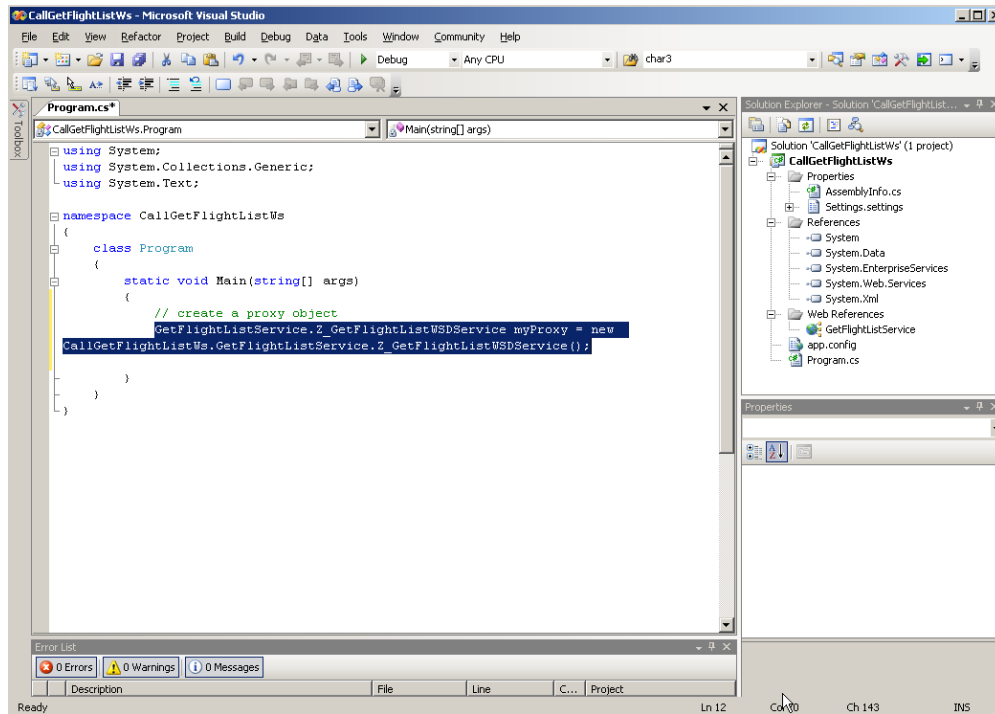 CallGetFlightListWs - Microsoft Visual Studio
File Edit View Refactor Project Build Debug Data Tools Window Community Help
Debug Any CPU char3
Toolbox
Program.cs*
CallGetFlightListWs.Program Main(string[] args)
using System;
using System.Collections.Generic;
using System.Text;
namespace CallGetFlightListWs
{
class Program
{
static void Main(string[] args)
{
// create a proxy object
GetFlightListService.Z_GetFlightListWSDService myProxy = new
CallGetFlightListWs.GetFlightListService.Z_GetFlightListWSDService();
}
}
}
Solution Explorer - Solution 'CallGetFlightList...
Solution 'CallGetFlightListWs' (1 project)
CallGetFlightListWs
Properties
AssemblyInfo.cs
Settings.settings
References
System
System.Data
System.EnterpriseServices
System.Web.Services
System.Xml
Web References
GetFlightListService
app.config
Program.cs
Properties
Error List
0 Errors 0 Warnings 0 Messages
Description File Line C... Project
Ready Ln 12 Ch 143 INS